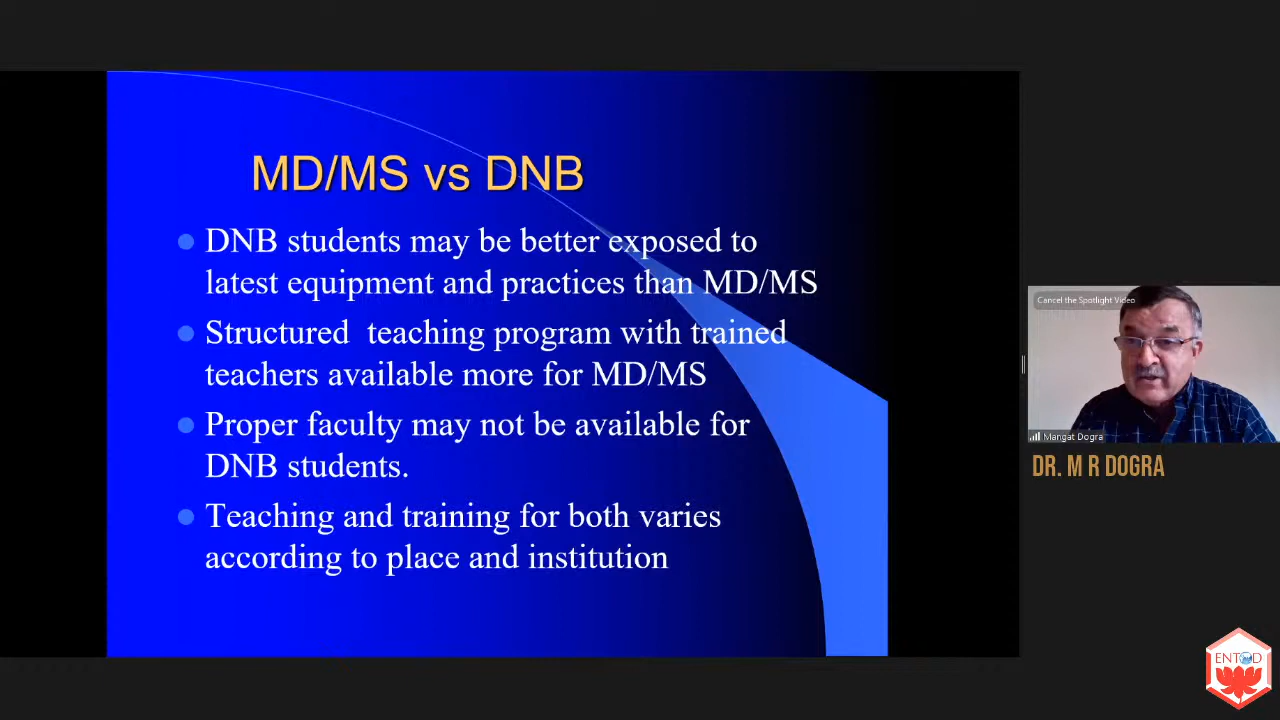 MD/MS vs DNB
DNB students may be better exposed to
latest equipment and practices than MD/MS
Structured  teaching program with trained
teachers available more for MD/MS
Proper faculty may not be available for
DNB students.
Teaching and training for both varies
according to place and institution
Cancel the Spotlight Video
Mangat Dogra
DR. M R DOGRA
ENTOD